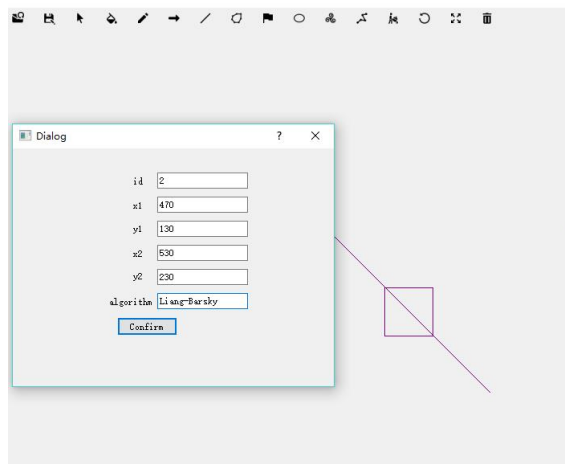 Dialog
id 2
x1 470
y1 130
x2 530
y2 230
algorithm Liang-Barsky
Confirm